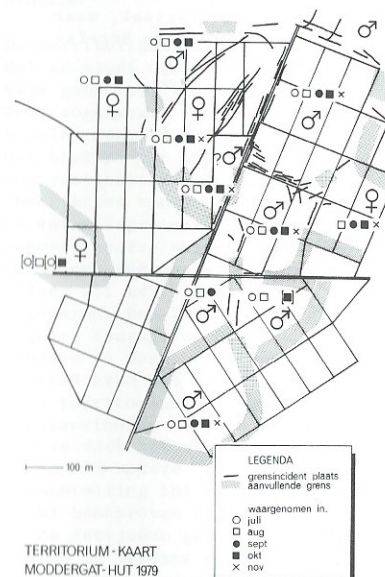 100 m
TERRITORIUM - KAART
MODDERGAT- HUT 1979
LEGENDA
grensincident plaats
aanvullende grens
waargenomen in.
juli
aug
sept
okt
× nov